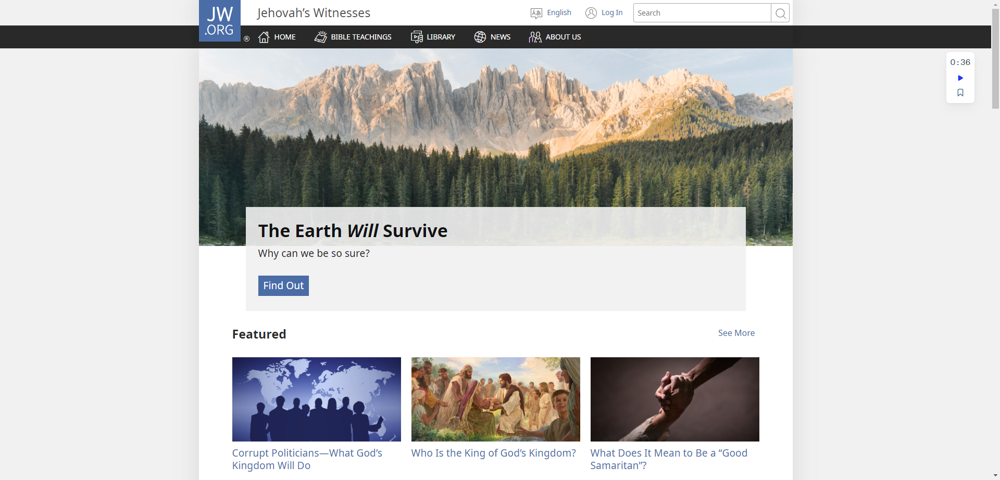 JW
.ORG
®
Jehovah's Witnesses
English
Log In
Search
HOME
BIBLE TEACHINGS
LIBRARY
NEWS
ABOUT US
0:36
The Earth Will Survive
Why can we be so sure?
Find Out
Featured
See More
Corrupt Politicians—What God's
Kingdom Will Do
Who Is the King of God's Kingdom?
What Does It Mean to Be a “Good
Samaritan”?